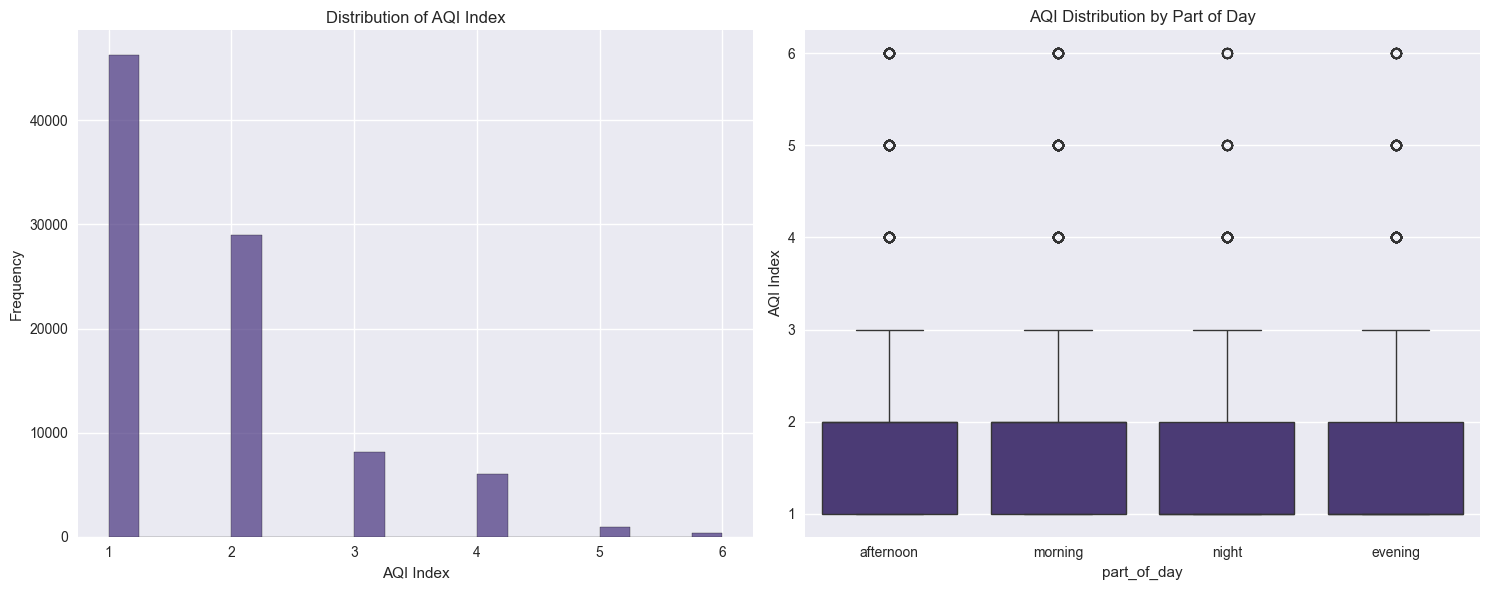 Distribution of AQI Index
40000
30000
20000
10000
0
Frequency
1 2 3 4 5 6
AQI Index
AQI Distribution by Part of Day
6
5
4
3
2
1
AQI Index
afternoon morning night evening
part_of_day